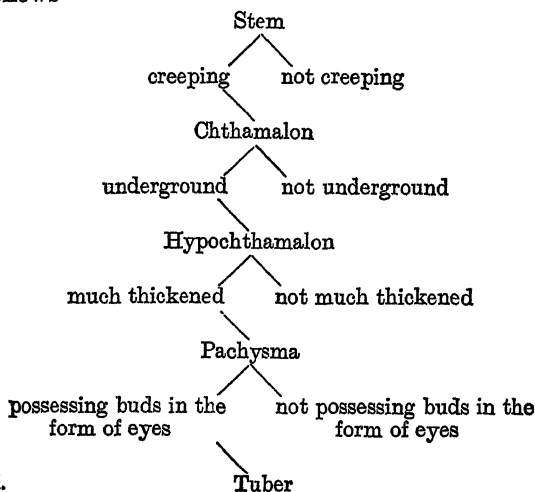 Stem
creeping not creeping
Chthamalon
underground not underground
Hypochthamalon
much thickened not much thickened
Pachysma
possessing buds in the not possessing buds in the
form of eyes form of eyes
Tuber